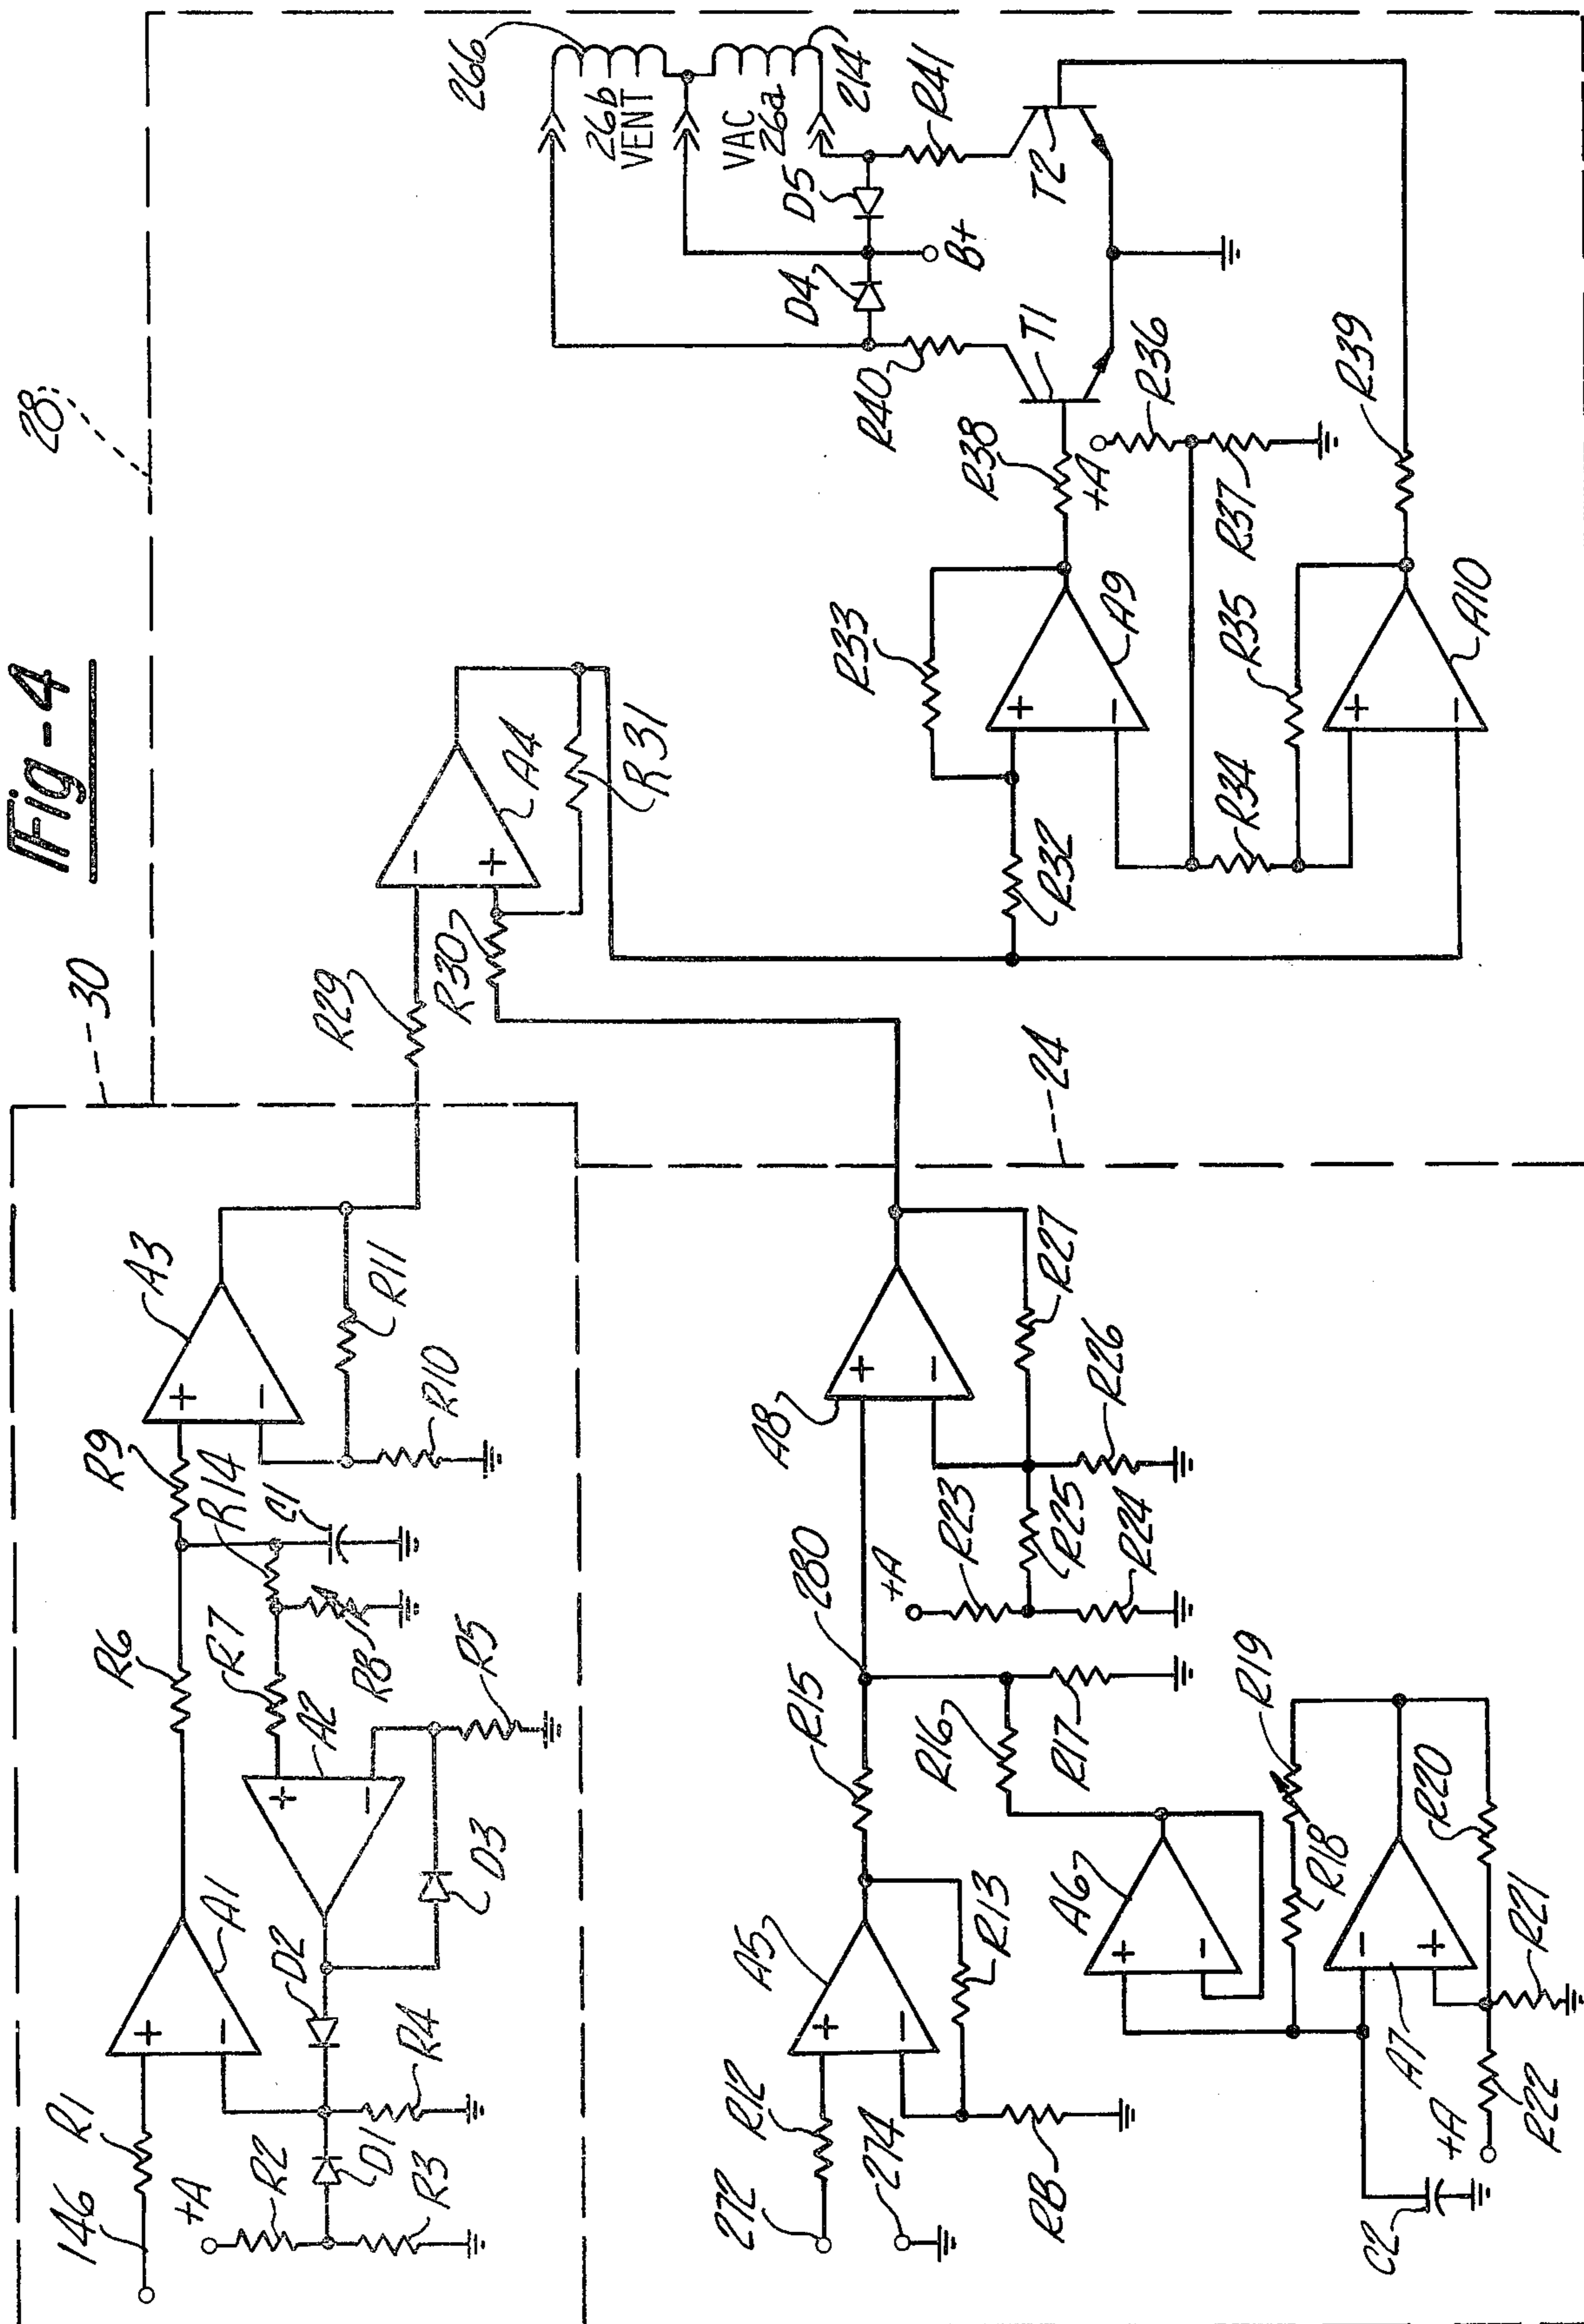 Fig-4
28
30
266
26b
VENT
VAC
26a
214
146
R1
A1
R6
R9
A3
R29
R30
A4
R31
+A
R2
R3
D1
R4
D2
D3
A2
R5
R7
R8
R14
C1
R10
R11
D4
D5
B+
R40
R41
T1
T2
R33
R32
A9
R38
+A
R36
R37
R34
R35
A10
R39
24
272
R12
274
RB
A5
R13
R15
280
A8
+A
R23
R24
R25
R26
R27
R16
R17
A6
R18
R19
A7
R20
R21
R22
+A
C2
+
-
+
-
+
-
-
+
+
-
+
-
+
-
+
-
+
-
-
+